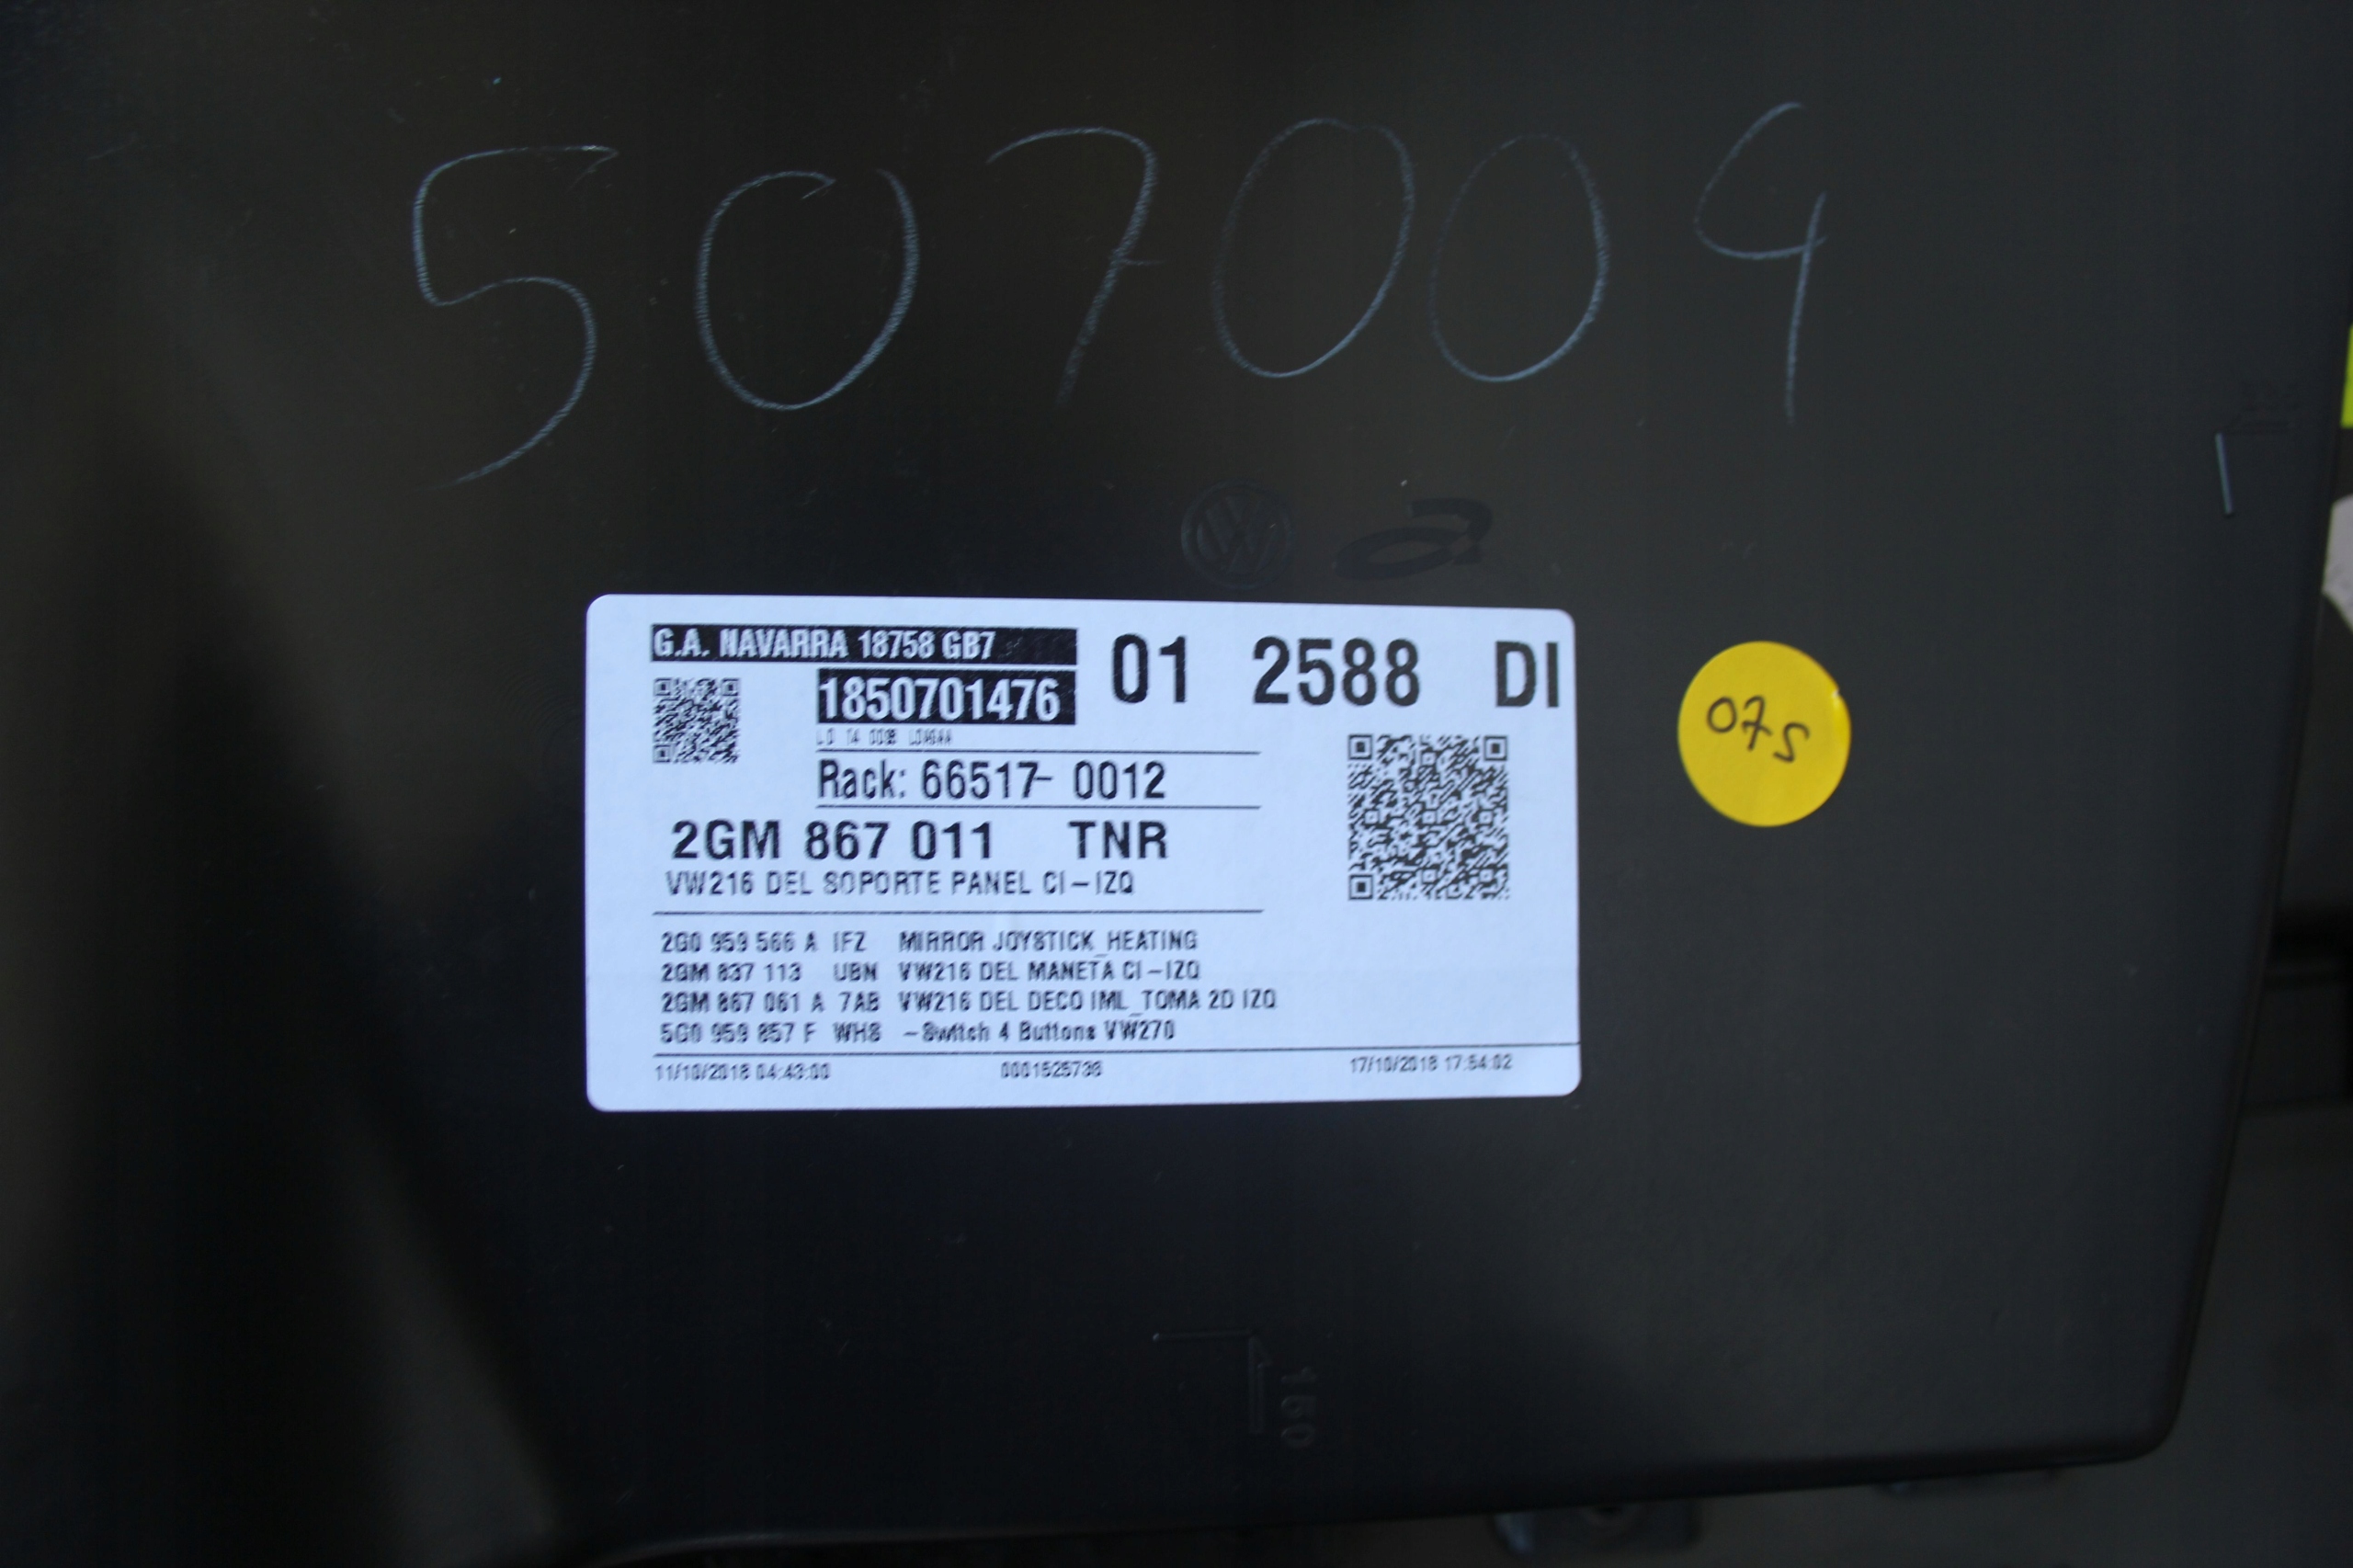 507009
G.A. NAVARRA 18758 GB7
01 2588 DI
1850701476
Rack: 66517- 0012
2GM 867 011 TNR
VW216 DEL SOPORTE PANEL CI-IZQ
2G0 959 566 A IFZ MIRROR JOYSTICK_HEATING
2GM 837 113 UBN VW216 DEL MANETA CI-IZQ
2GM 867 061 A 7AB VW216 DEL DECO IML_TOMA 2D IZQ
5G0 959 857 F WHS -Switch 4 Buttons VW270
11/10/2018 04:43:00 0001525736 17/10/2018 17:54:02
075
150